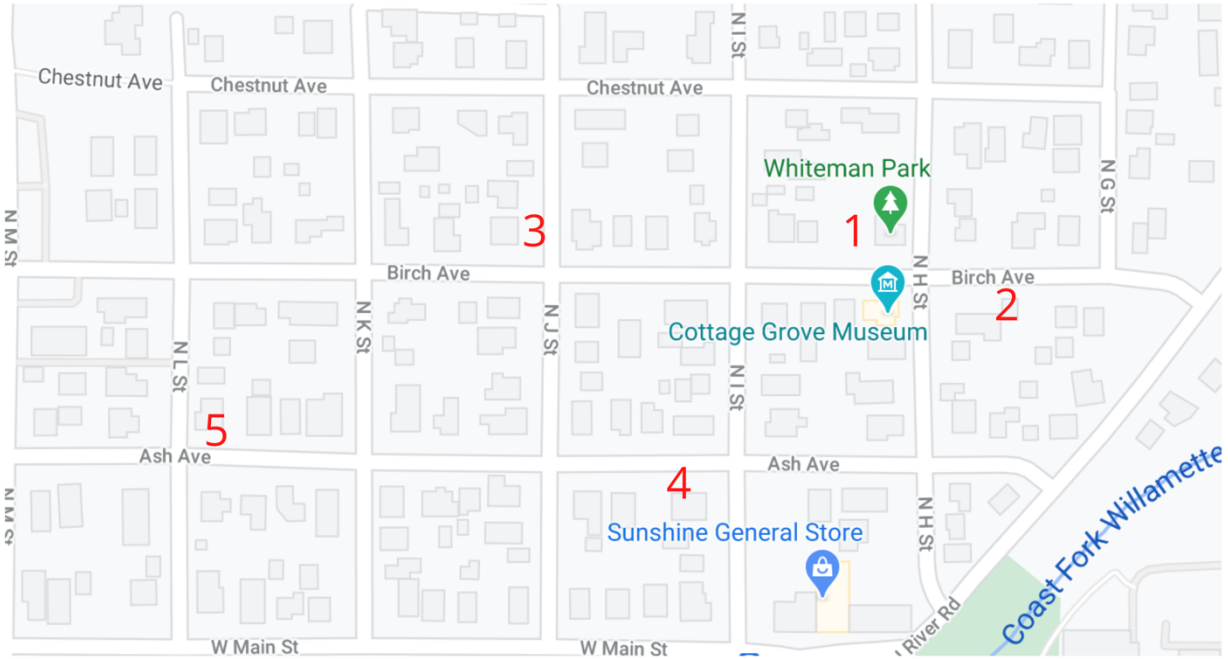 N I St
Chestnut Ave
Chestnut Ave
Chestnut Ave
Whiteman Park
N G St
N M St
3
1
Birch Ave
N H St
Birch Ave
2
N K St
N J St
Cottage Grove Museum
N L St
N I St
5
Ash Ave
Ash Ave
4
N M St
N H St
Sunshine General Store
Coast Fork Willamette
River Rd
W Main St
W Main St